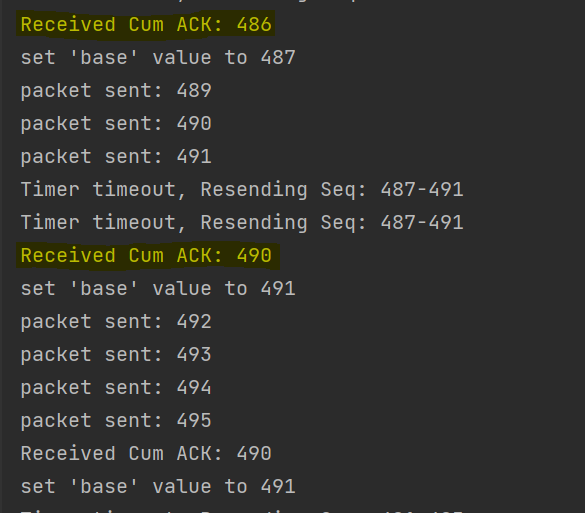 Received Cum ACK: 486
set 'base' value to 487
packet sent: 489
packet sent: 490
packet sent: 491
Timer timeout, Resending Seq: 487-491
Timer timeout, Resending Seq: 487-491
Received Cum ACK: 490
set 'base' value to 491
packet sent: 492
packet sent: 493
packet sent: 494
packet sent: 495
Received Cum ACK: 490
set 'base' value to 491